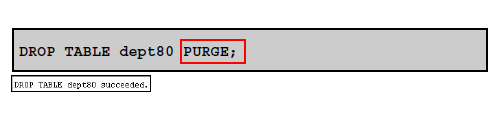 DROP TABLE dept80 PURGE;
DROP TABLE dept80 succeeded.